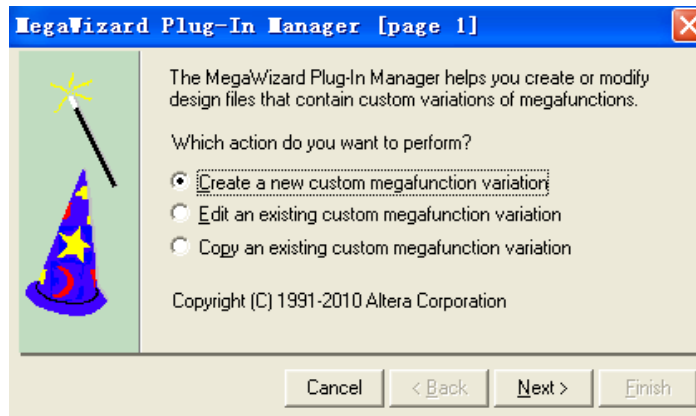 MegaWizard Plug-In Manager [page 1]
The MegaWizard Plug-In Manager helps you create or modify
design files that contain custom variations of megafunctions.
Which action do you want to perform?
Create a new custom megafunction variation
Edit an existing custom megafunction variation
Copy an existing custom megafunction variation
Copyright (C) 1991-2010 Altera Corporation
Cancel
< Back
Next >
Finish